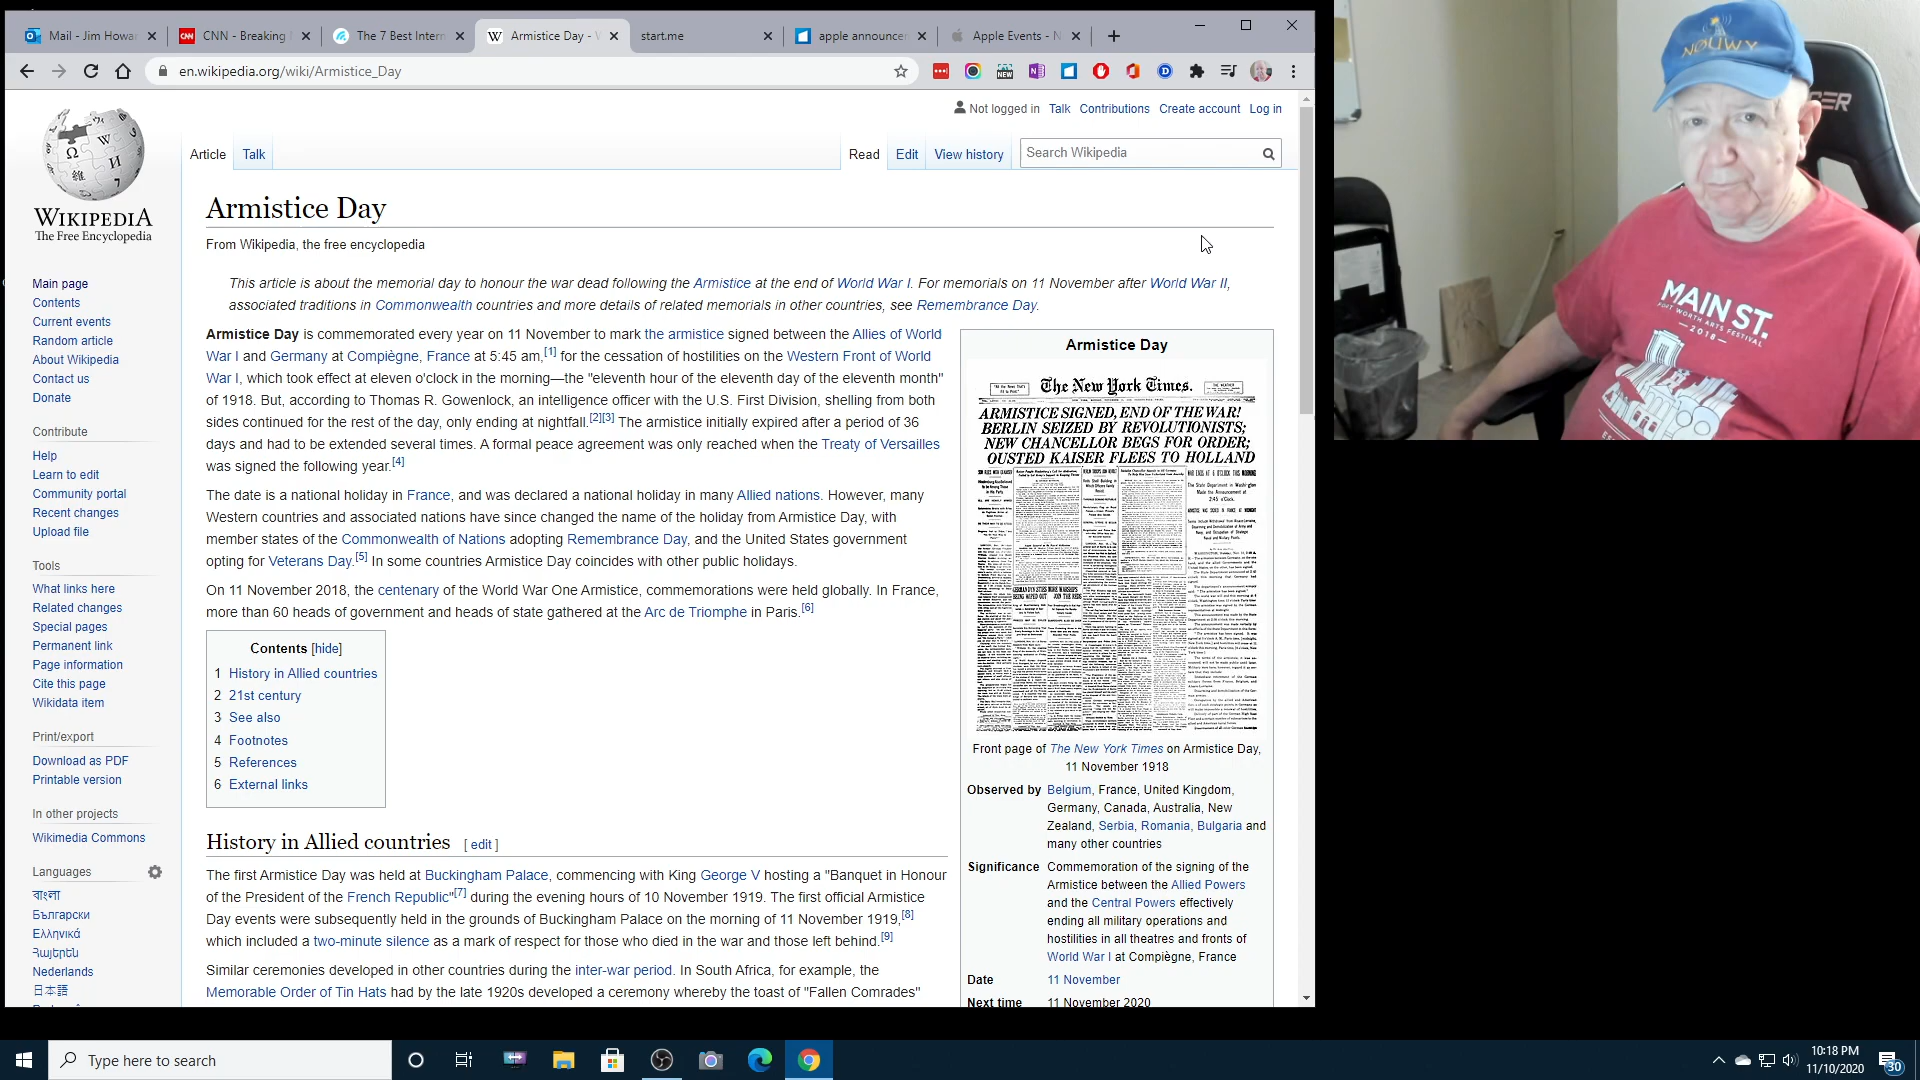 Mail - Jim Howar
CNN - Breaking
The 7 Best Intern
Armistice Day - W
start.me
apple announcer
Apple Events - N
en.wikipedia.org/wiki/Armistice_Day
Not logged in Talk Contributions Create account Log in
WIKIPEDIA
The Free Encyclopedia
Article Talk
Read Edit View history
Search Wikipedia
Armistice Day
From Wikipedia, the free encyclopedia
This article is about the memorial day to honour the war dead following the Armistice at the end of World War I. For memorials on 11 November after World War II,
associated traditions in Commonwealth countries and more details of related memorials in other countries, see Remembrance Day.
Armistice Day is commemorated every year on 11 November to mark the armistice signed between the Allies of World
War I and Germany at Compiègne, France at 5:45 am,[1] for the cessation of hostilities on the Western Front of World
War I, which took effect at eleven o'clock in the morning—the "eleventh hour of the eleventh day of the eleventh month"
of 1918. But, according to Thomas R. Gowenlock, an intelligence officer with the U.S. First Division, shelling from both
sides continued for the rest of the day, only ending at nightfall.[2][3] The armistice initially expired after a period of 36
days and had to be extended several times. A formal peace agreement was only reached when the Treaty of Versailles
was signed the following year.[4]
The date is a national holiday in France, and was declared a national holiday in many Allied nations. However, many
Western countries and associated nations have since changed the name of the holiday from Armistice Day, with
member states of the Commonwealth of Nations adopting Remembrance Day, and the United States government
opting for Veterans Day.[5] In some countries Armistice Day coincides with other public holidays.
On 11 November 2018, the centenary of the World War One Armistice, commemorations were held globally. In France,
more than 60 heads of government and heads of state gathered at the Arc de Triomphe in Paris.[6]
Contents [hide]
1 History in Allied countries
2 21st century
3 See also
4 Footnotes
5 References
6 External links
History in Allied countries [ edit ]
The first Armistice Day was held at Buckingham Palace, commencing with King George V hosting a "Banquet in Honour
of the President of the French Republic"[7] during the evening hours of 10 November 1919. The first official Armistice
Day events were subsequently held in the grounds of Buckingham Palace on the morning of 11 November 1919,[8]
which included a two-minute silence as a mark of respect for those who died in the war and those left behind.[9]
Similar ceremonies developed in other countries during the inter-war period. In South Africa, for example, the
Memorable Order of Tin Hats had by the late 1920s developed a ceremony whereby the toast of "Fallen Comrades"
Main page
Contents
Current events
Random article
About Wikipedia
Contact us
Donate
Contribute
Help
Learn to edit
Community portal
Recent changes
Upload file
Tools
What links here
Related changes
Special pages
Permanent link
Page information
Cite this page
Wikidata item
Print/export
Download as PDF
Printable version
In other projects
Wikimedia Commons
Languages
বাংলা
Български
Ελληνικά
Հայերեն
Nederlands
日本語
Armistice Day
The New York Times.
ARMISTICE SIGNED, END OF THE WAR!
BERLIN SEIZED BY REVOLUTIONISTS;
NEW CHANCELLOR BEGS FOR ORDER;
OUSTED KAISER FLEES TO HOLLAND
Front page of The New York Times on Armistice Day,
11 November 1918
Observed by Belgium, France, United Kingdom,
Germany, Canada, Australia, New
Zealand, Serbia, Romania, Bulgaria and
many other countries
Significance Commemoration of the signing of the
Armistice between the Allied Powers
and the Central Powers effectively
ending all military operations and
hostilities in all theatres and fronts of
World War I at Compiègne, France
Date 11 November
Next time 11 November 2020
NOUWY
MAIN ST.
FORT WORTH ARTS FESTIVAL
- 2018 -
Type here to search
10:18 PM
11/10/2020
30